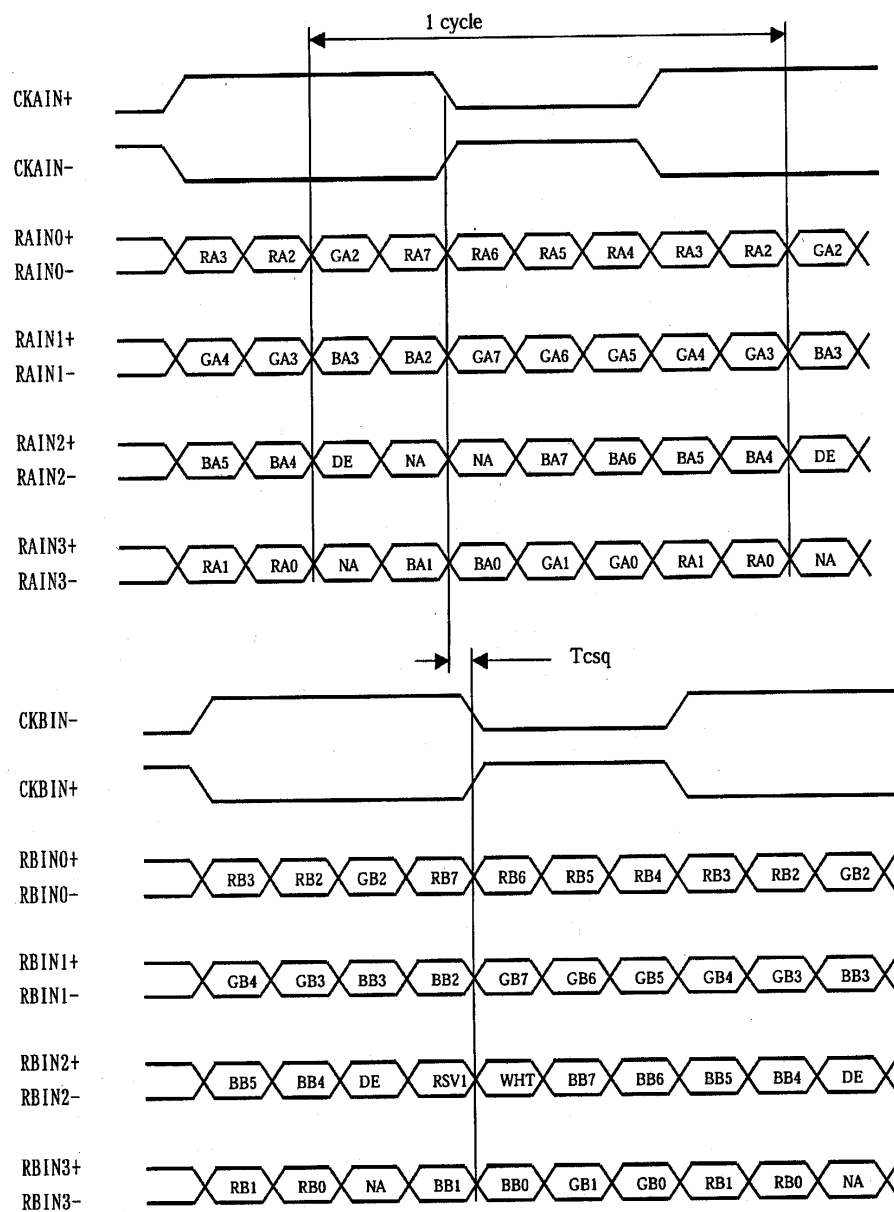 1 cycle
CKAIN+
CKAIN-
RAIN0+
RA3 RA2 GA2 RA7 RA6 RA5 RA4 RA3 RA2 GA2
RAIN0-
RAIN1+
GA4 GA3 BA3 BA2 GA7 GA6 GA5 GA4 GA3 BA3
RAIN1-
RAIN2+
BA5 BA4 DE NA NA BA7 BA6 BA5 BA4 DE
RAIN2-
RAIN3+
RA1 RA0 NA BA1 BA0 GA1 GA0 RA1 RA0 NA
RAIN3-
Tcsq
CKBIN-
CKBIN+
RBIN0+
RB3 RB2 GB2 RB7 RB6 RB5 RB4 RB3 RB2 GB2
RBIN0-
RBIN1+
GB4 GB3 BB3 BB2 GB7 GB6 GB5 GB4 GB3 BB3
RBIN1-
RBIN2+
BB5 BB4 DE RSV1 WHT BB7 BB6 BB5 BB4 DE
RBIN2-
RBIN3+
RB1 RB0 NA BB1 BB0 GB1 GB0 RB1 RB0 NA
RBIN3-